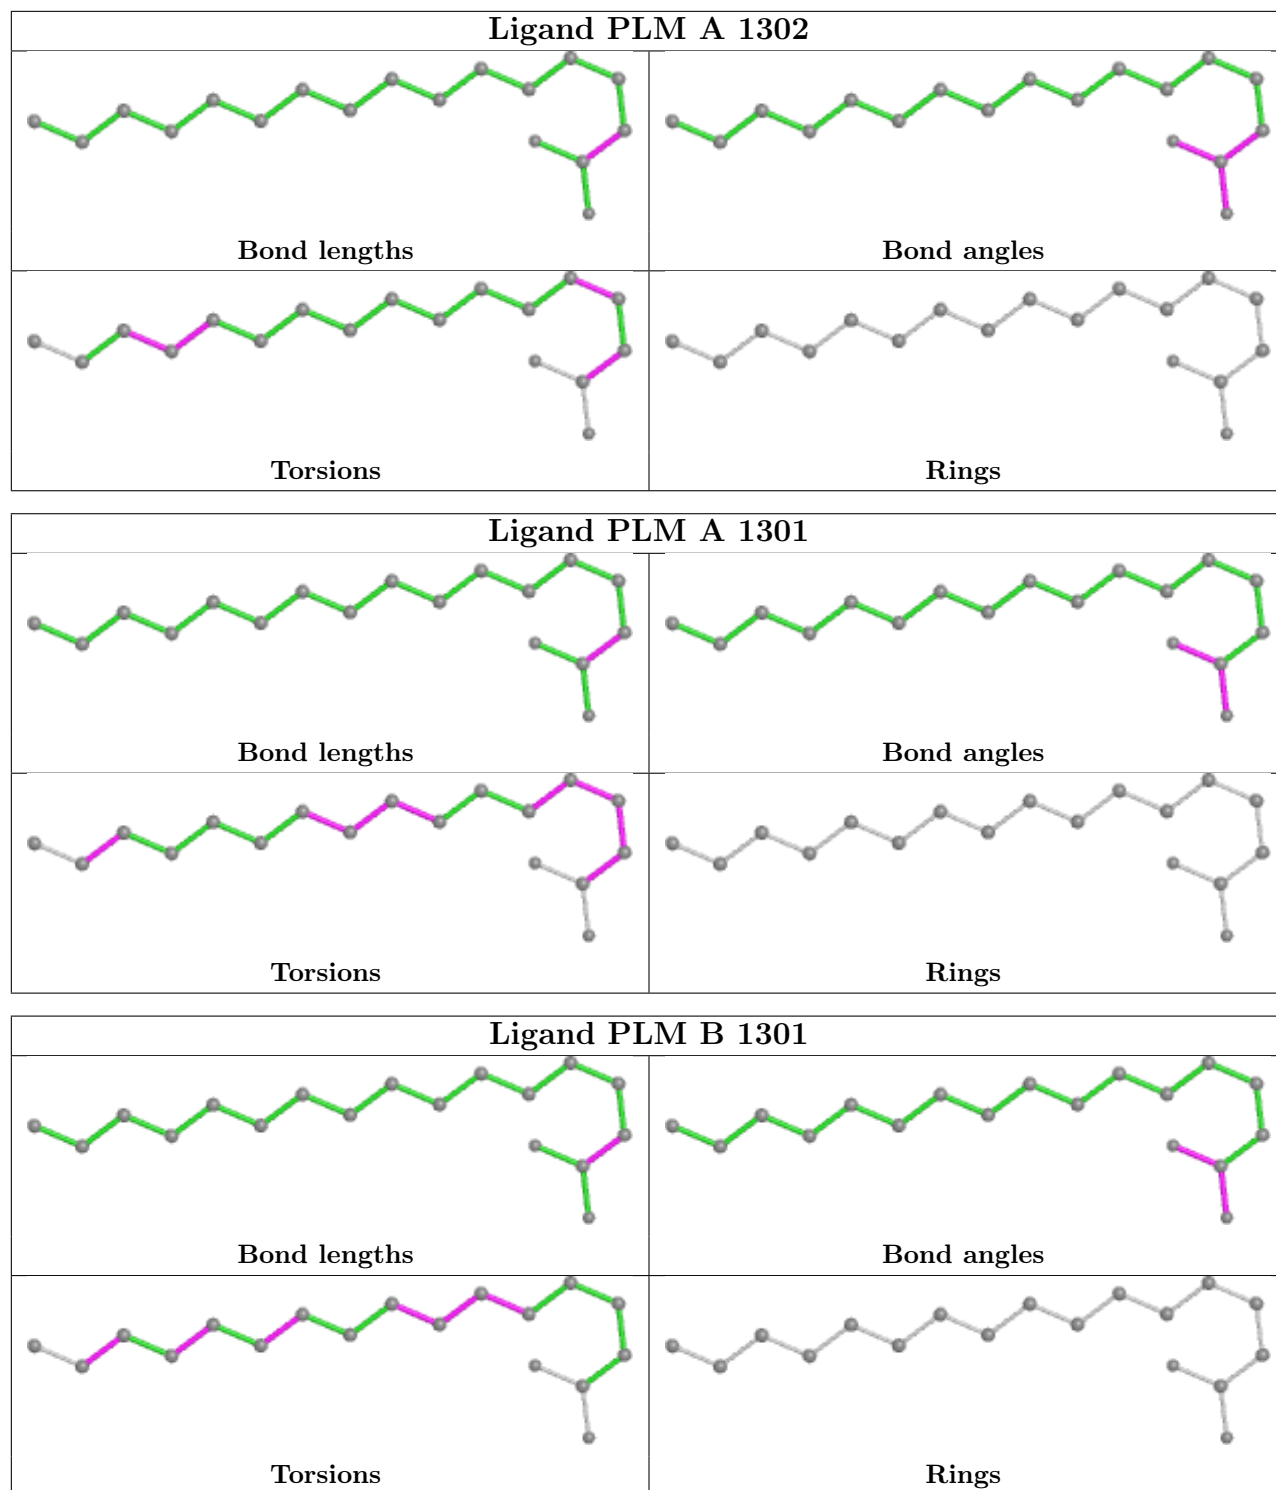 Ligand PLM A 1302
Bond lengths
Bond angles
Torsions
Rings
Ligand PLM A 1301
Bond lengths
Bond angles
Torsions
Rings
Ligand PLM B 1301
Bond lengths
Bond angles
Torsions
Rings